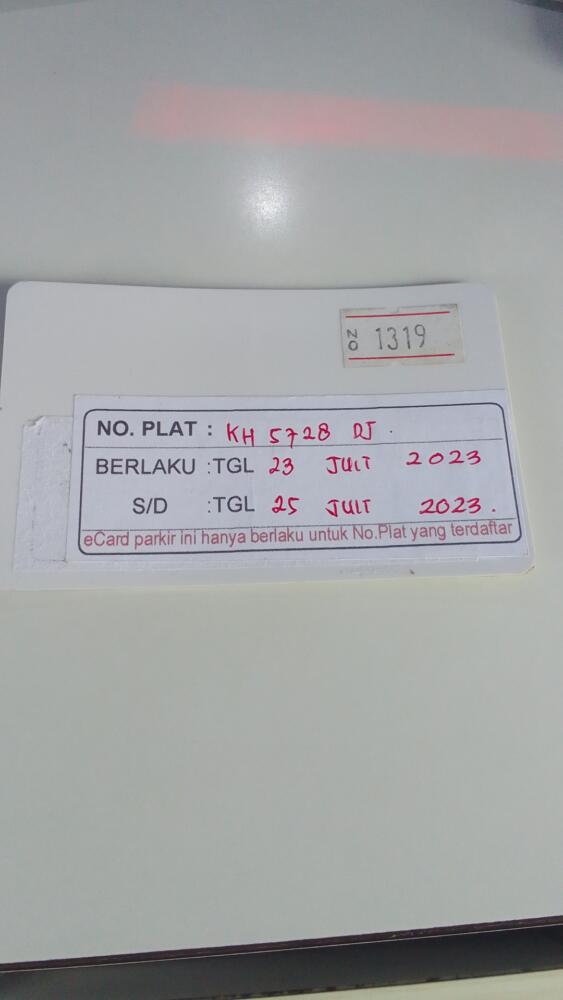 NO 1319
NO. PLAT : KH 5728 DJ.
BERLAKU :TGL 23 JULI 2023
S/D :TGL 25 JULI 2023.
eCard parkir ini hanya berlaku untuk No.Plat yang terdaftar